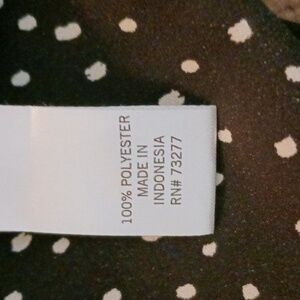 100% POLYESTER
MADE IN
INDONESIA
RN# 73277